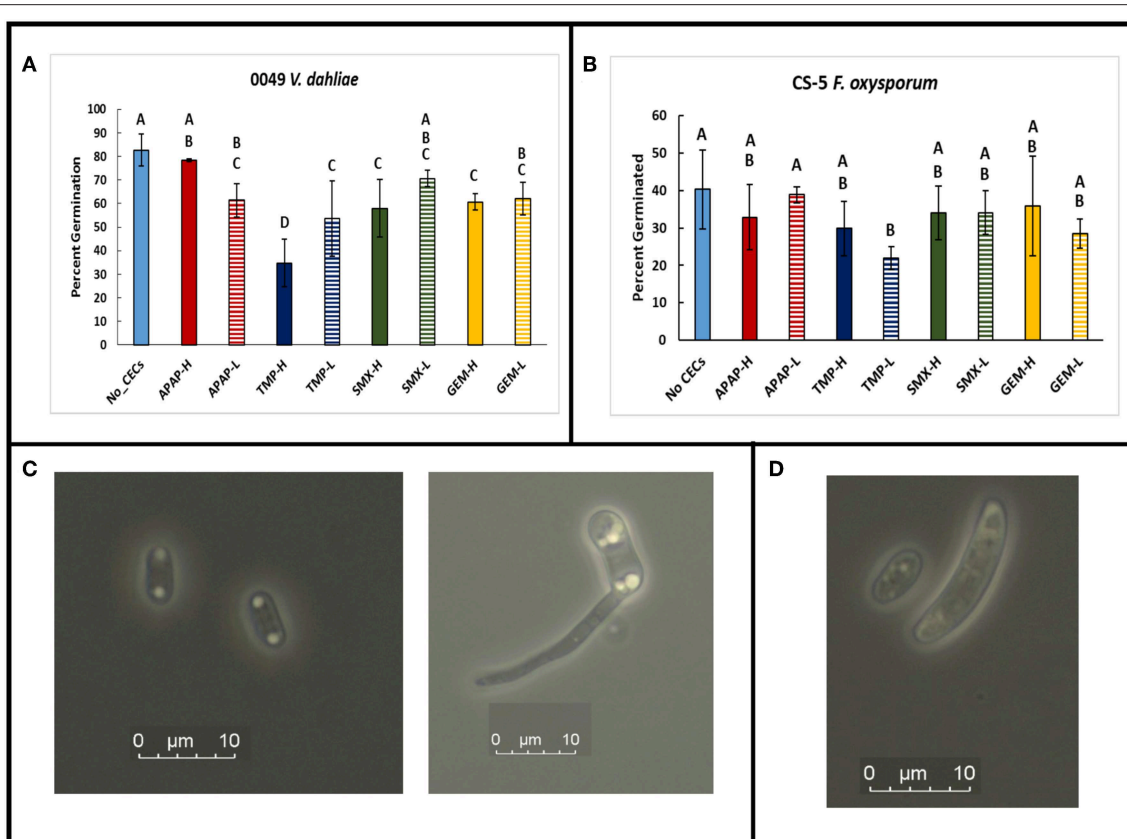 A
0049 V. dahliae
Percent Germination
100
90
80
70
60
50
40
30
20
10
0
A
A
B
B
C
D
C
C
A
B
C
C
B
C
No_CECs
APAP-H
APAP-L
TMP-H
TMP-L
SMX-H
SMX-L
GEM-H
GEM-L
B
CS-5 F. oxysporum
Percent Germinated
60
50
40
30
20
10
0
A
A
B
A
A
B
B
A
B
A
B
A
B
A
B
No CECs
APAP-H
APAP-L
TMP-H
TMP-L
SMX-H
SMX-L
GEM-H
GEM-L
C
0 µm 10
0 µm 10
D
0 µm 10